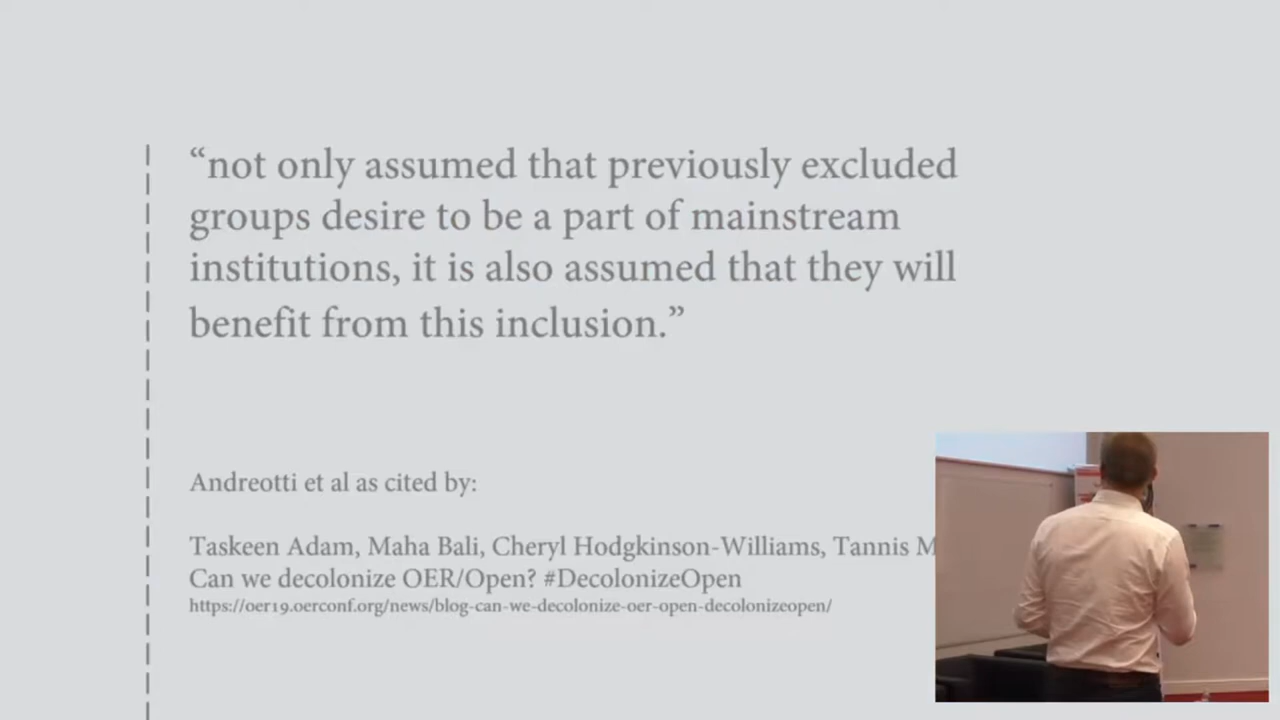 “not only assumed that previously excluded
groups desire to be a part of mainstream
institutions, it is also assumed that they will
benefit from this inclusion.”
Andreotti et al as cited by:
Taskeen Adam, Maha Bali, Cheryl Hodgkinson-Williams, Tannis M
Can we decolonize OER/Open? #DecolonizeOpen
https://oer19.oerconf.org/news/blog-can-we-decolonize-oer-open-decolonizeopen/